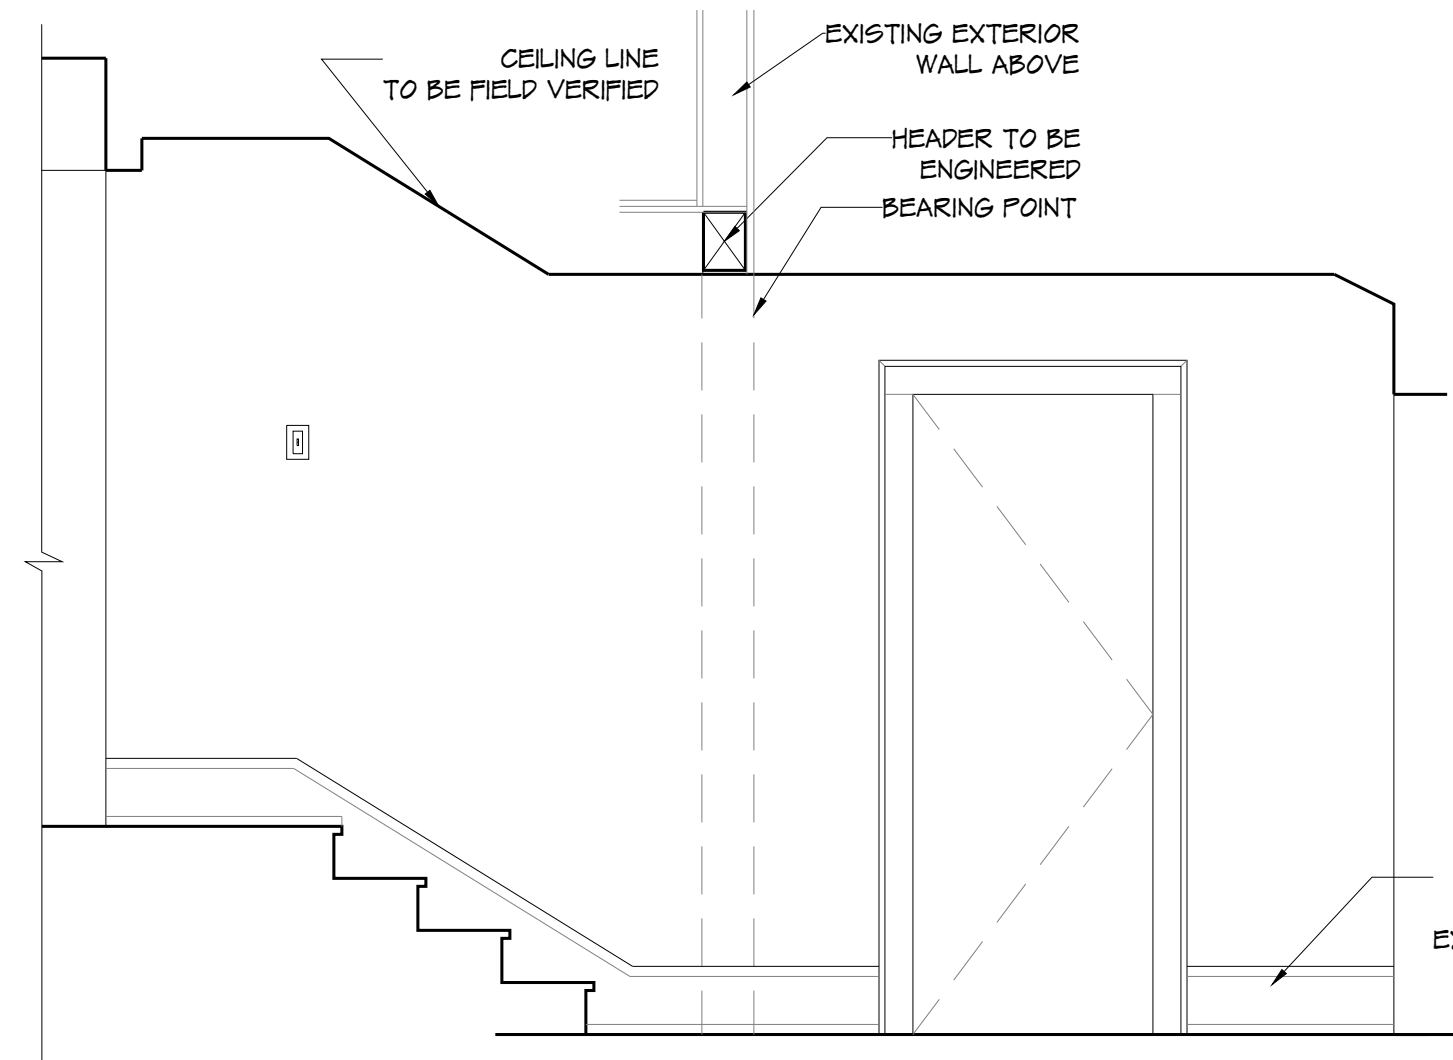 CEILING LINE
TO BE FIELD VERIFIED
EXISTING EXTERIOR
WALL ABOVE
HEADER TO BE
ENGINEERED
BEARING POINT